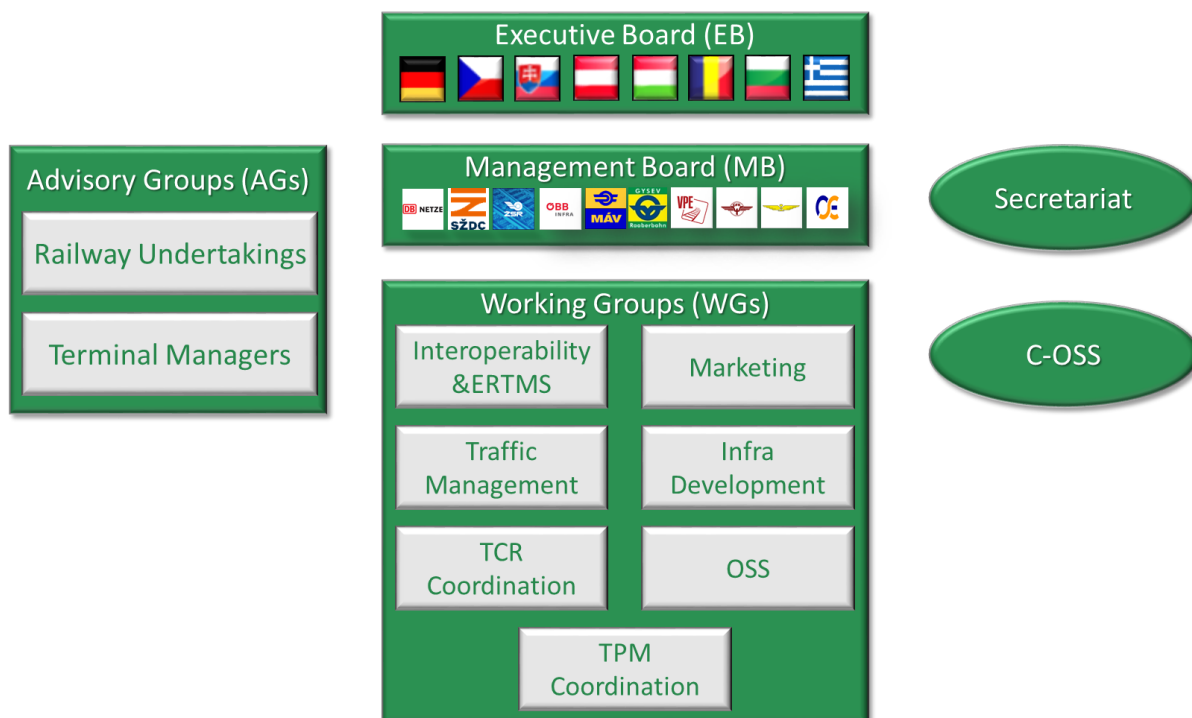 Executive Board (EB)
Management Board (MB)
DB NETZE
SŽDC
ŽSR
ÖBB
INFRA
MÁV
GYSEV
Raaberbahn
VPE
Advisory Groups (AGs)
Railway Undertakings
Terminal Managers
Working Groups (WGs)
Interoperability
&ERTMS
Marketing
Traffic
Management
Infra
Development
TCR
Coordination
OSS
TPM
Coordination
Secretariat
C-OSS